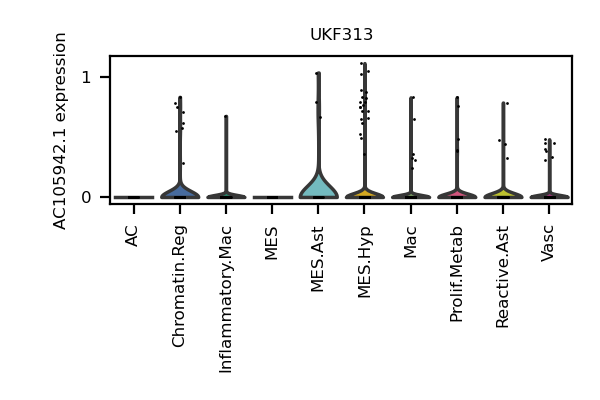 UKF313
AC105942.1 expression
1
0
AC
Chromatin.Reg
Inflammatory.Mac
MES
MES.Ast
MES.Hyp
Mac
Prolif.Metab
Reactive.Ast
Vasc